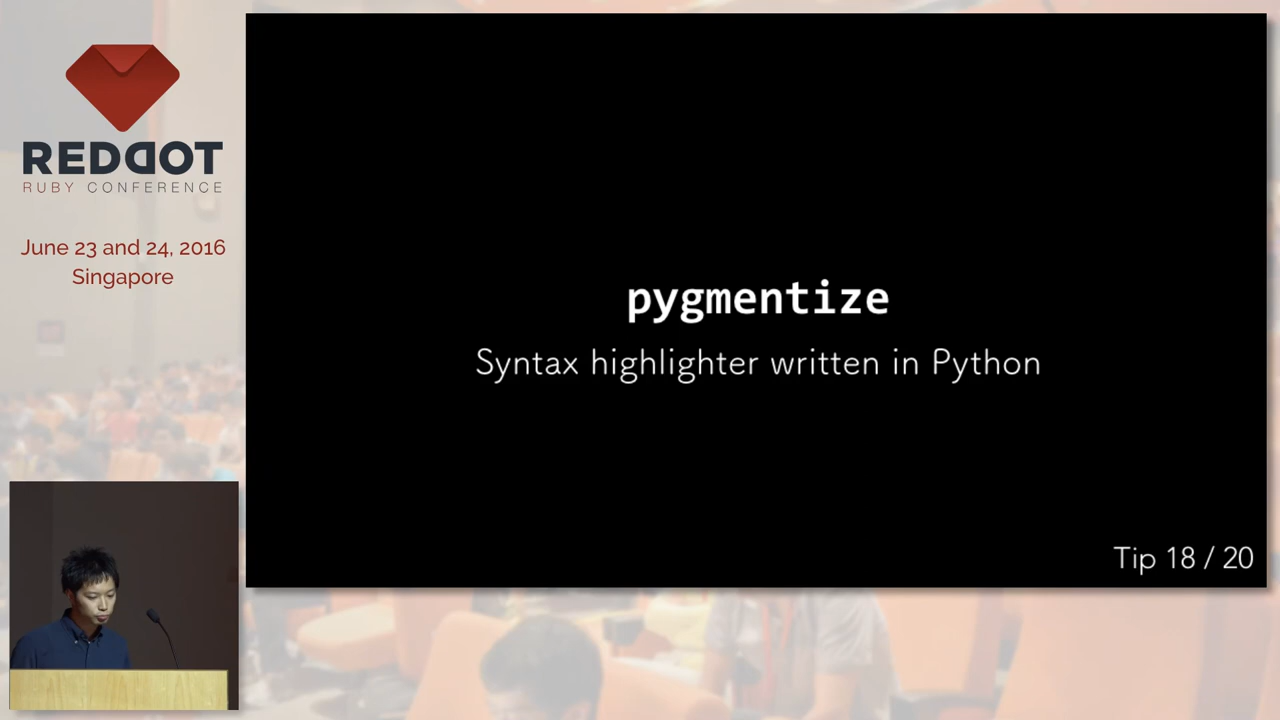 REDDOT
RUBY CONFERENCE
June 23 and 24, 2016
Singapore
pygmentize
Syntax highlighter written in Python
Tip 18 / 20